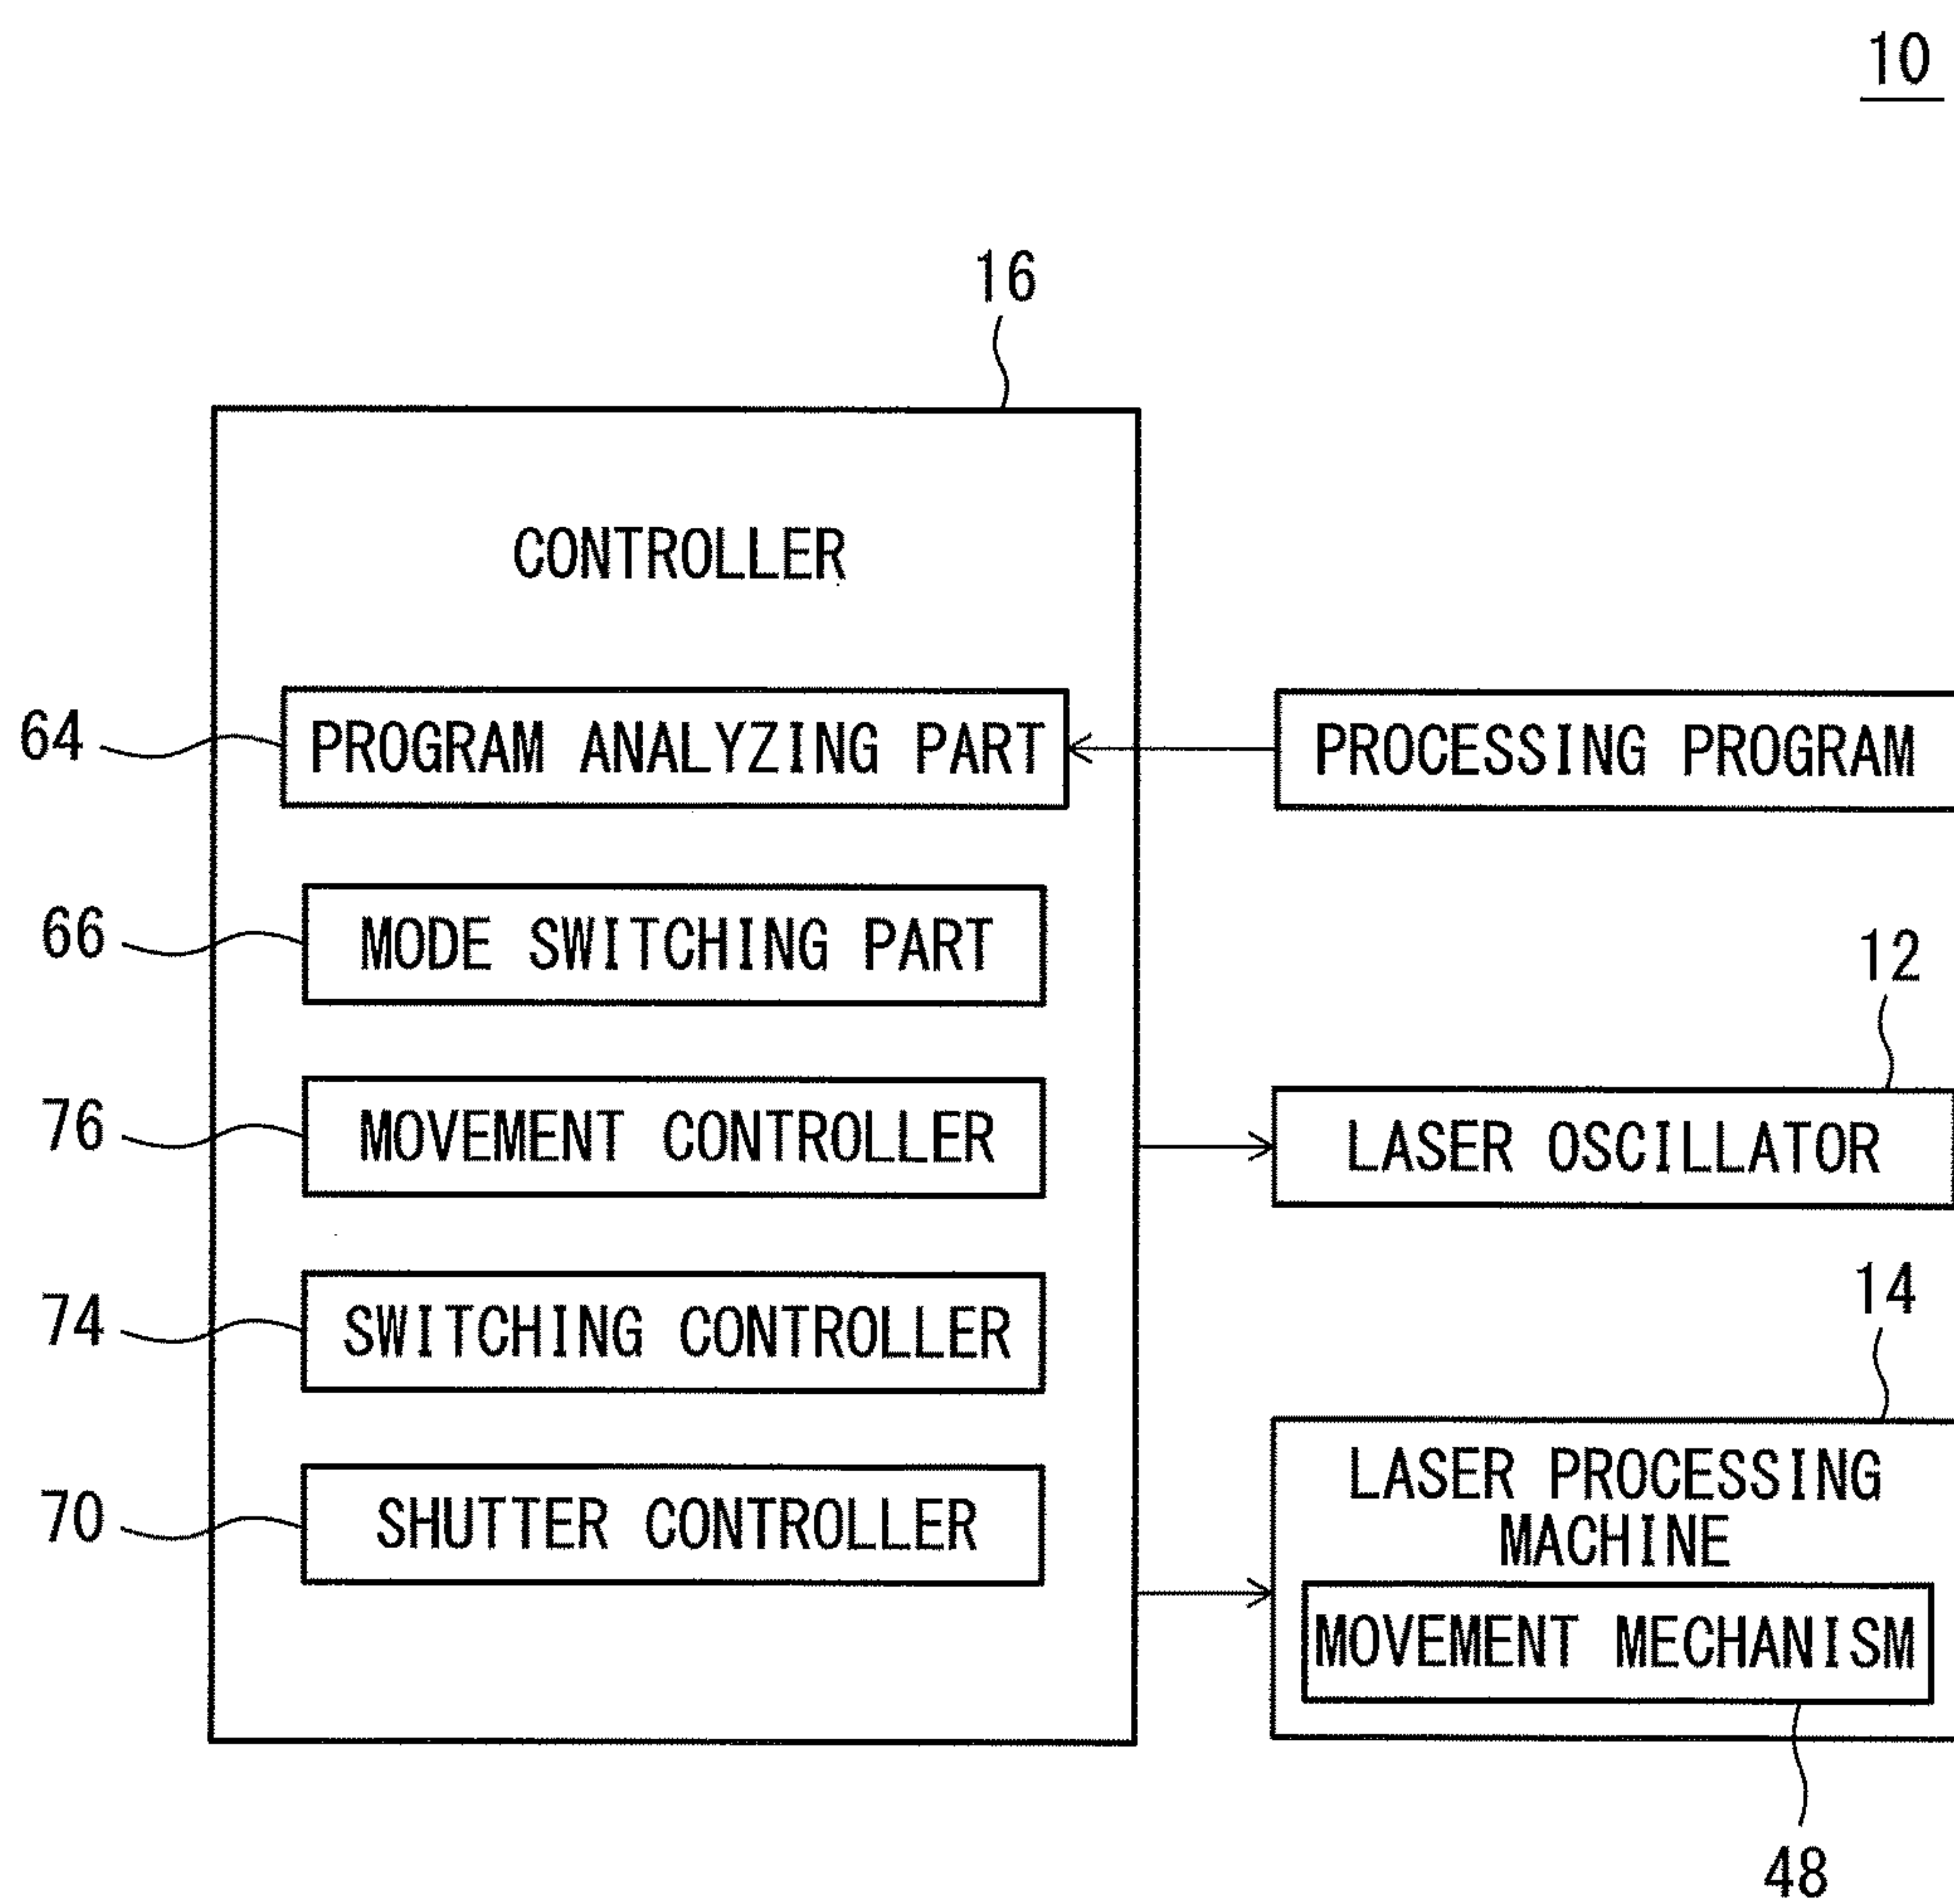 10
16
CONTROLLER
64
PROGRAM ANALYZING PART
PROCESSING PROGRAM
66
MODE SWITCHING PART
12
76
MOVEMENT CONTROLLER
LASER OSCILLATOR
74
SWITCHING CONTROLLER
14
70
SHUTTER CONTROLLER
LASER PROCESSING
MACHINE
MOVEMENT MECHANISM
48